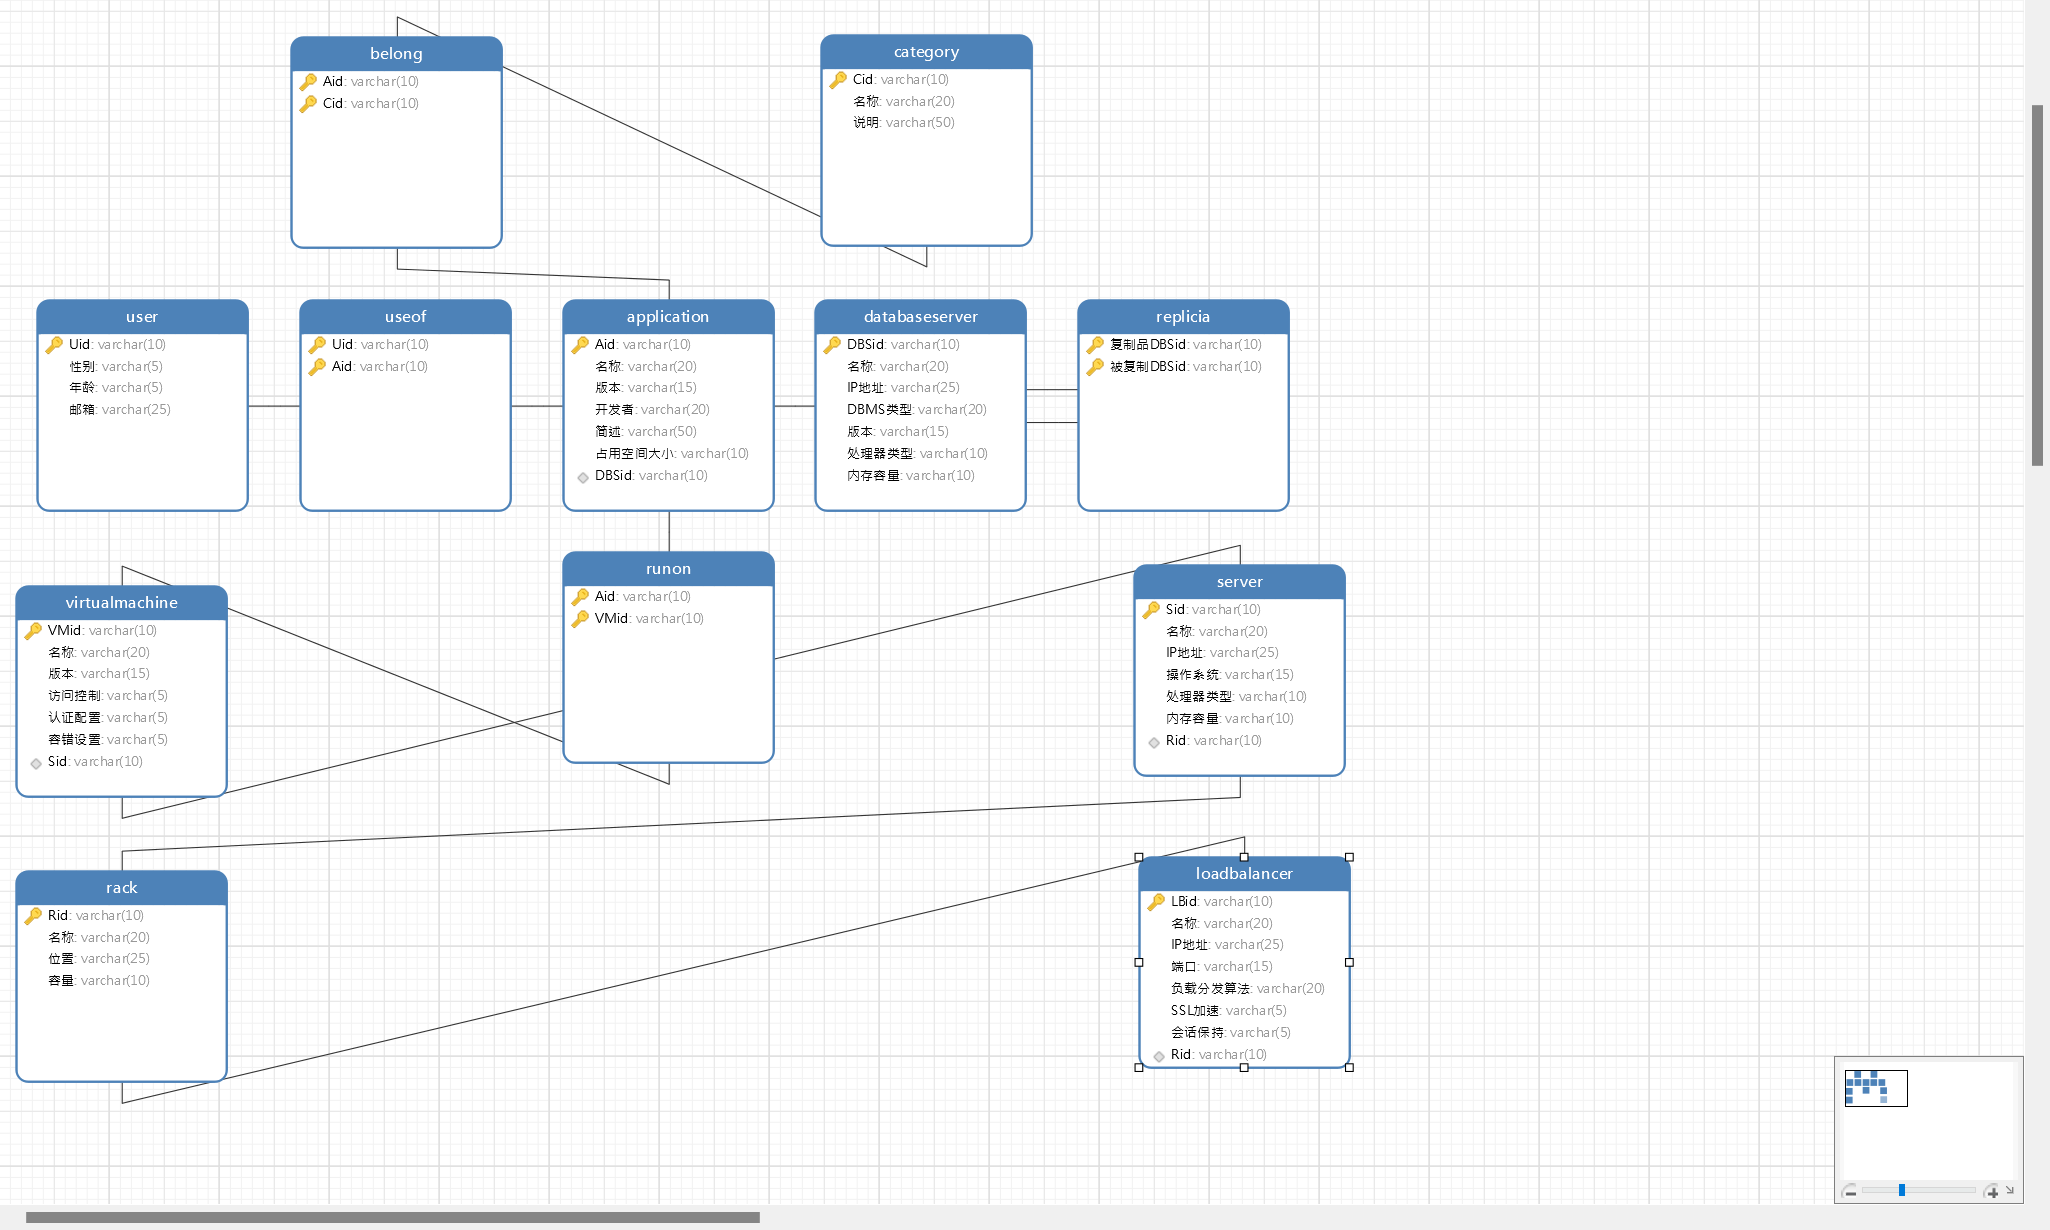 belong
Aid: varchar(10)
Cid: varchar(10)
category
Cid: varchar(10)
名称: varchar(20)
说明: varchar(50)
user
Uid: varchar(10)
性别: varchar(5)
年龄: varchar(5)
邮箱: varchar(25)
useof
Uid: varchar(10)
Aid: varchar(10)
application
Aid: varchar(10)
名称: varchar(20)
版本: varchar(15)
开发者: varchar(20)
简述: varchar(50)
占用空间大小: varchar(10)
DBSid: varchar(10)
databaseserver
DBSid: varchar(10)
名称: varchar(20)
IP地址: varchar(25)
DBMS类型: varchar(20)
版本: varchar(15)
处理器类型: varchar(10)
内存容量: varchar(10)
replicia
复制品DBSid: varchar(10)
被复制DBSid: varchar(10)
virtualmachine
VMid: varchar(10)
名称: varchar(20)
版本: varchar(15)
访问控制: varchar(5)
认证配置: varchar(5)
容错设置: varchar(5)
Sid: varchar(10)
runon
Aid: varchar(10)
VMid: varchar(10)
server
Sid: varchar(10)
名称: varchar(20)
IP地址: varchar(25)
操作系统: varchar(15)
处理器类型: varchar(10)
内存容量: varchar(10)
Rid: varchar(10)
rack
Rid: varchar(10)
名称: varchar(20)
位置: varchar(25)
容量: varchar(10)
loadbalancer
LBid: varchar(10)
名称: varchar(20)
IP地址: varchar(25)
端口: varchar(15)
负载分发算法: varchar(20)
SSL加速: varchar(5)
会话保持: varchar(5)
Rid: varchar(10)